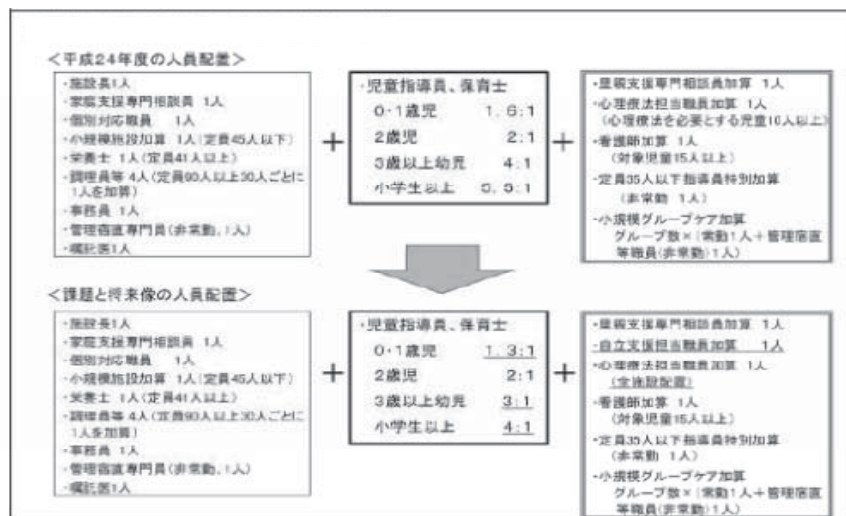 <平成24年度の人員配置>
・施設長1人
・家庭支援専門相談員 1人
・個別対応職員 1人
・小規模施設加算 1人(定員45人以下)
・栄養士 1人(定員41人以上)
・調理員等 4人(定員90人以上30人ごとに
1人を加算)
・事務員 1人
・管理宿直専門員(非常勤、1人)
・嘱託医1人
+
・児童指導員、保育士
0・1歳児 1.6:1
2歳児 2:1
3歳以上幼児 4:1
小学生以上
+
・里親支援専門相談員加算 1人
・心理療法担当職員加算 1人
(心理療法を必要とする児童10人以上)
・看護師加算 1人
(対象児童15人以上)
・定員35人以下指導員特別加算
(非常勤 1人)
・小規模グループケア加算
グループ数×(常勤1人+管理宿直
等職員(非常勤)1人)
<課題と将来像の人員配置>
・施設長1人
・家庭支援専門相談員 1人
・個別対応職員 1人
・小規模施設加算 1人(定員45人以下)
・栄養士 1人(定員41人以上)
・調理員等 4人(定員90人以上30人ごとに
1人を加算)
・事務員 1人
・管理宿直専門員(非常勤、1人)
・嘱託医1人
+
・児童指導員、保育士
0・1歳児 1.3:1
2歳児 2:1
3歳以上幼児 3:1
小学生以上 4:1
+
・里親支援専門相談員加算 1人
・自立支援担当職員加算 1人
・心理療法担当職員加算 1人
(全施設配置)
・看護師加算 1人
(対象児童15人以上)
・定員35人以下指導員特別加算
(非常勤 1人)
・小規模グループケア加算
グループ数×(常勤1人+管理宿直
等職員(非常勤)1人)